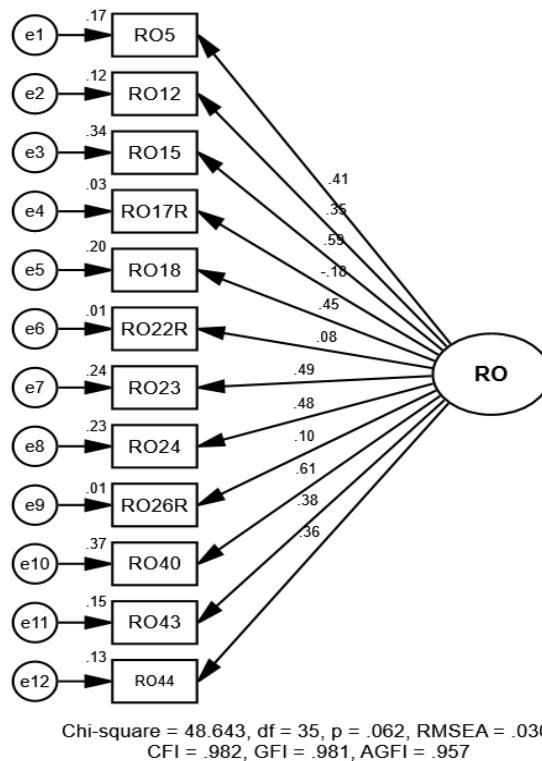 .17
e1 RO5
.12
e2 RO12
.34
e3 RO15
.41
.03
e4 RO17R
.35
.59
.20
e5 RO18
-.18
.45
.01
e6 RO22R
.08
.24
e7 RO23
.49
RO
.23
e8 RO24
.48
.10
.01
e9 RO26R
.61
.38
.37
e10 RO40
.36
.15
e11 RO43
.13
e12 RO44
Chi-square = 48.643, df = 35, p = .062, RMSEA = .030
CFI = .982, GFI = .981, AGFI = .957